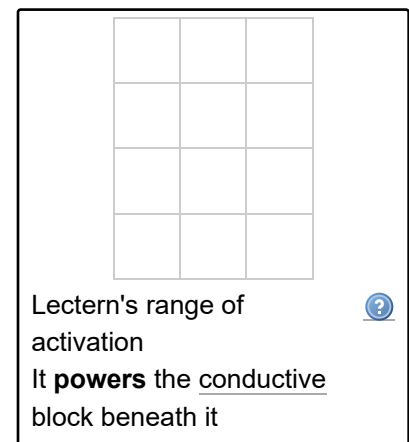 Lectern's range of
activation
It powers the conductive
block beneath it
?